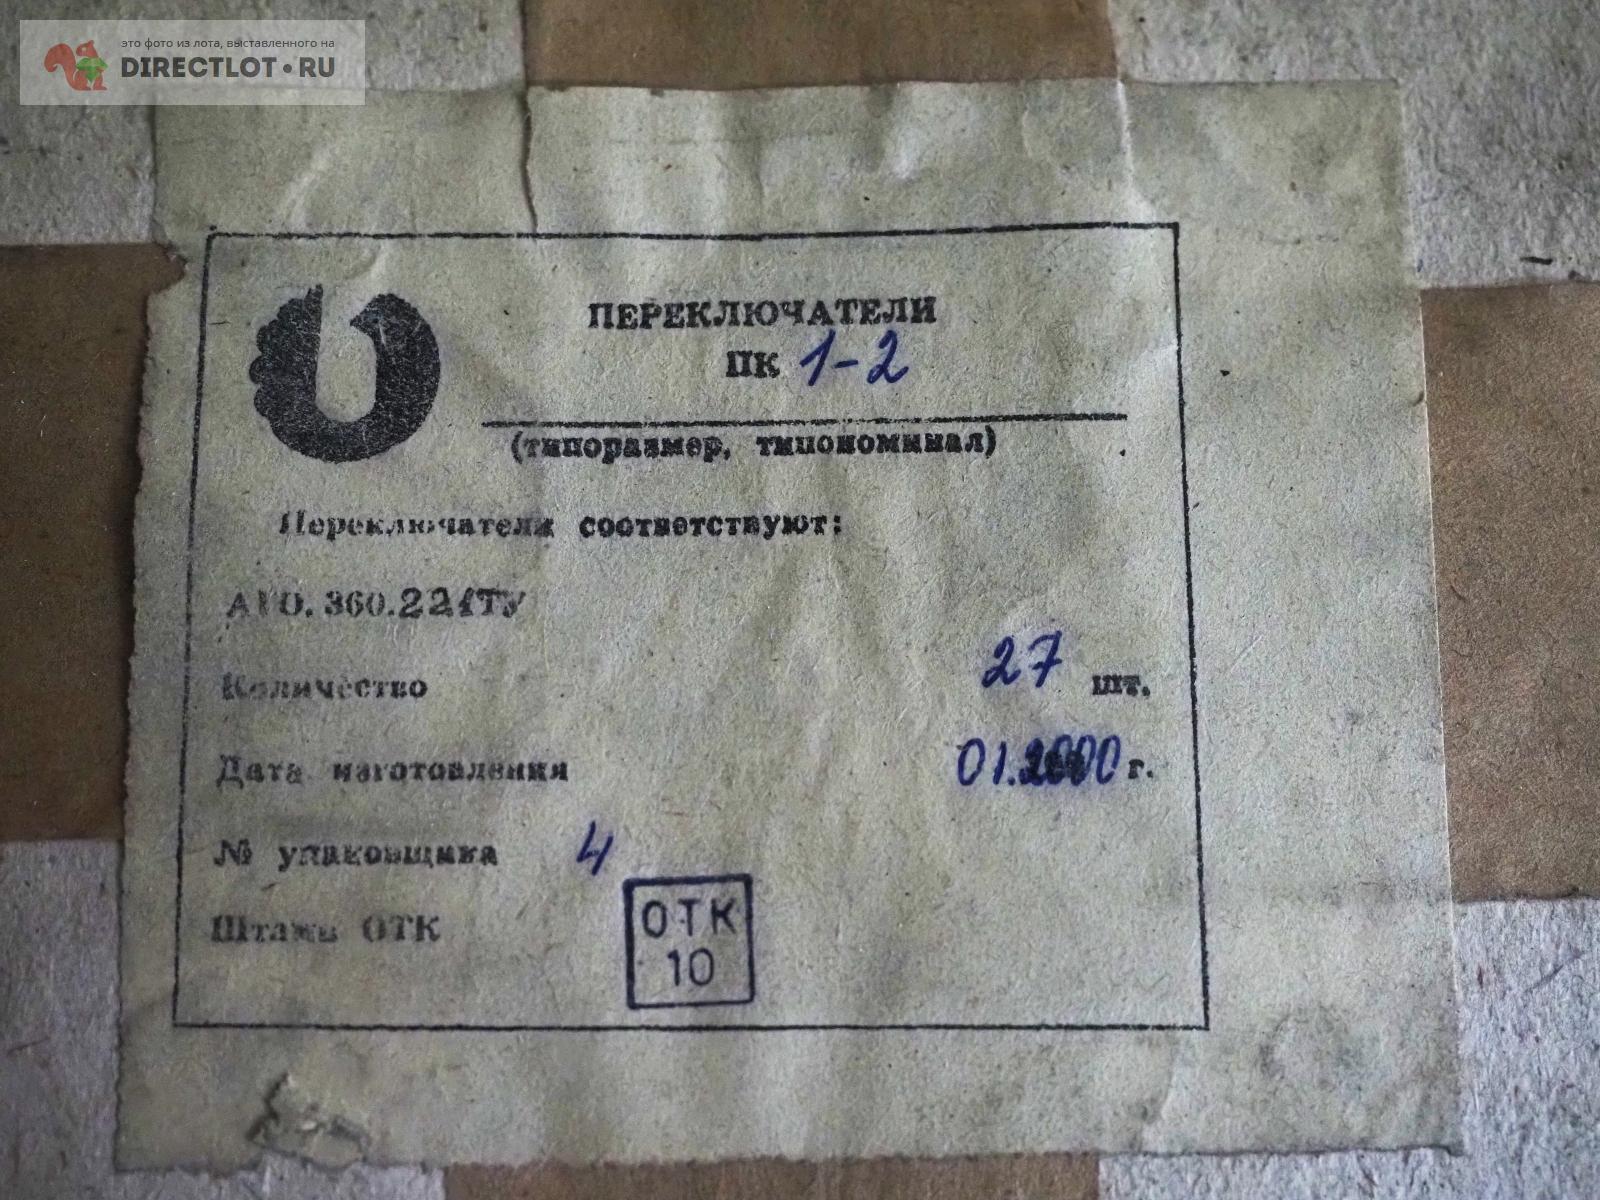 это фото из лота, выставленного на
DIRECTLOT•RU
ПЕРЕКЛЮЧАТЕЛИ
ПК 1-2
(типоразмер, типономинал)
Переключатели соответствуют:
АГО.360.221ТУ
Количество 27 шт.
Дата изготовления 01.2000 г.
№ упаковщика 4
Штамп ОТК
ОТК
10